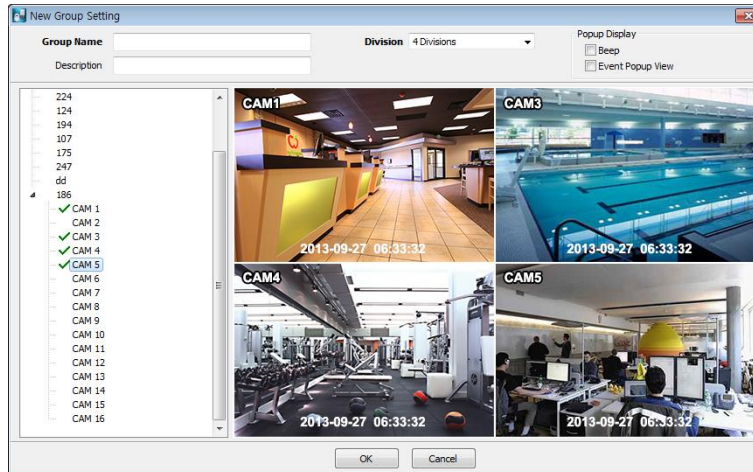 New Group Setting
Group Name
Division
4 Divisions
Description
Popup Display
Beep
Event Popup View
224
124
194
107
175
247
dd
186
CAM 1
CAM 2
CAM 3
CAM 4
CAM 5
CAM 6
CAM 7
CAM 8
CAM 9
CAM 10
CAM 11
CAM 12
CAM 13
CAM 14
CAM 15
CAM 16
CAM1
2013-09-27 06:33:32
CAM3
2013-09-27 06:33:32
CAM4
2013-09-27 06:33:32
CAM5
2013-09-27 06:33:32
OK
Cancel